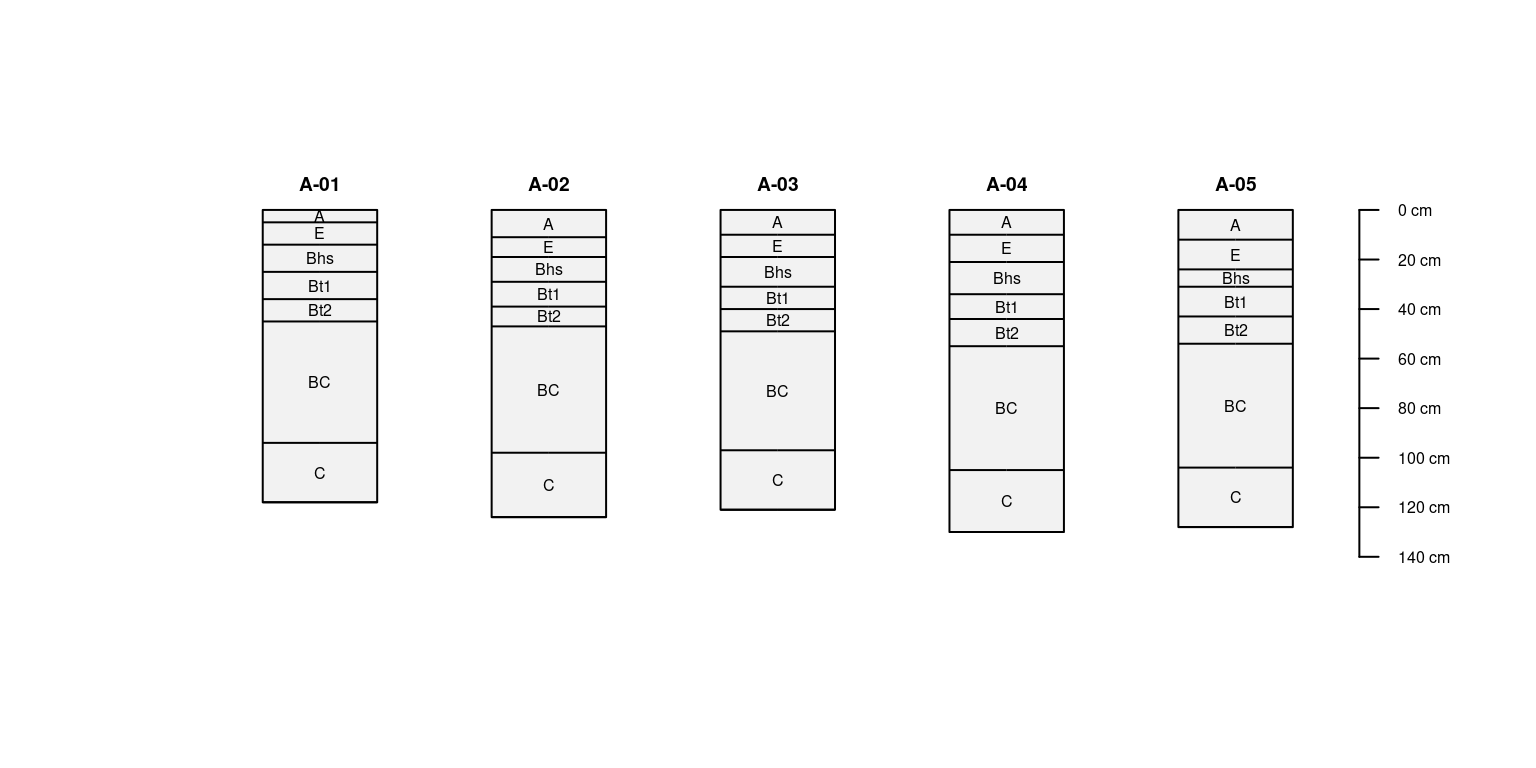 A-01 A-02 A-03 A-04 A-05
A A A A A 0 cm
E E E E E
20 cm
Bhs Bhs Bhs Bhs Bhs
Bt1 Bt1 Bt1 Bt1 Bt1
40 cm
Bt2 Bt2 Bt2 Bt2 Bt2
60 cm
BC BC BC BC BC
80 cm
100 cm
C C C C C
120 cm
140 cm